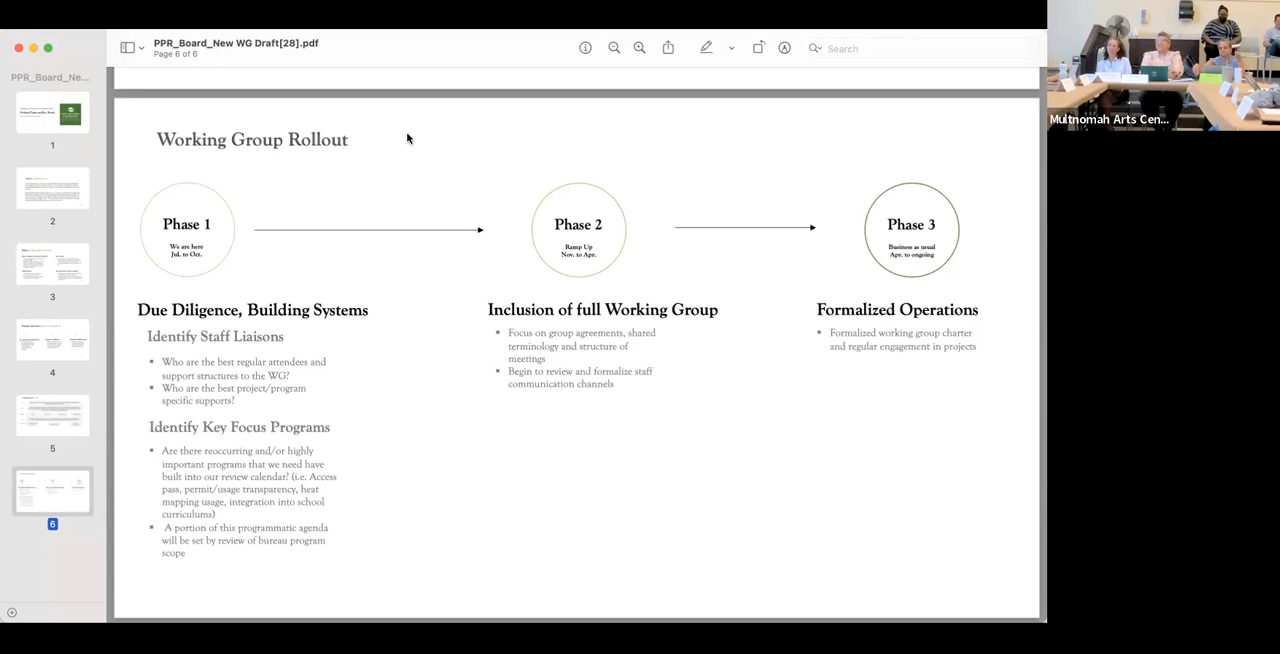 PPR_Board_New WG Draft[28].pdf
Page 6 of 6
Search
PPR_Board_Ne...
1
2
3
4
5
6
Working Group Rollout
Phase 1
We are here
Jul. to Oct.
Phase 2
Ramp Up
Nov. to Apr.
Phase 3
Business as usual
Apr. to ongoing
Due Diligence, Building Systems
Identify Staff Liaisons
▪ Who are the best regular attendees and
support structures to the WG?
▪ Who are the best project/program
specific supports?
Identify Key Focus Programs
▪ Are there reoccurring and/or highly
important programs that we need have
built into our review calendar? (i.e. Access
pass, permit/usage transparency, heat
mapping usage, integration into school
curriculums)
▪ A portion of this programmatic agenda
will be set by review of bureau program
scope
Inclusion of full Working Group
▪ Focus on group agreements, shared
terminology and structure of
meetings
▪ Begin to review and formalize staff
communication channels
Formalized Operations
▪ Formalized working group charter
and regular engagement in projects
Multnomah Arts Cen...